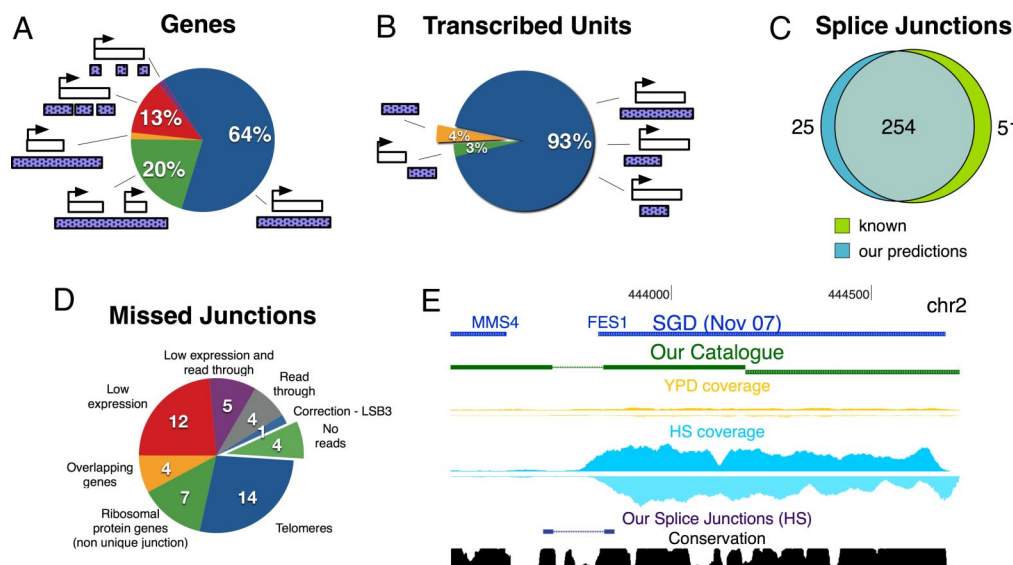 A
Genes
64%
13%
20%
B
Transcribed Units
93%
4%
3%
C
Splice Junctions
25
254
known
our predictions
D
Missed Junctions
Low expression and
read through
Read
through
Correction - LSB3
No
reads
Low
expression
Overlapping
genes
Ribosomal
protein genes
(non unique junction)
Telomeres
12
5
4
1
4
4
7
14
E
444000
444500
chr2
MMS4
FES1
SGD (Nov 07)
Our Catalogue
YPD coverage
HS coverage
Our Splice Junctions (HS)
Conservation